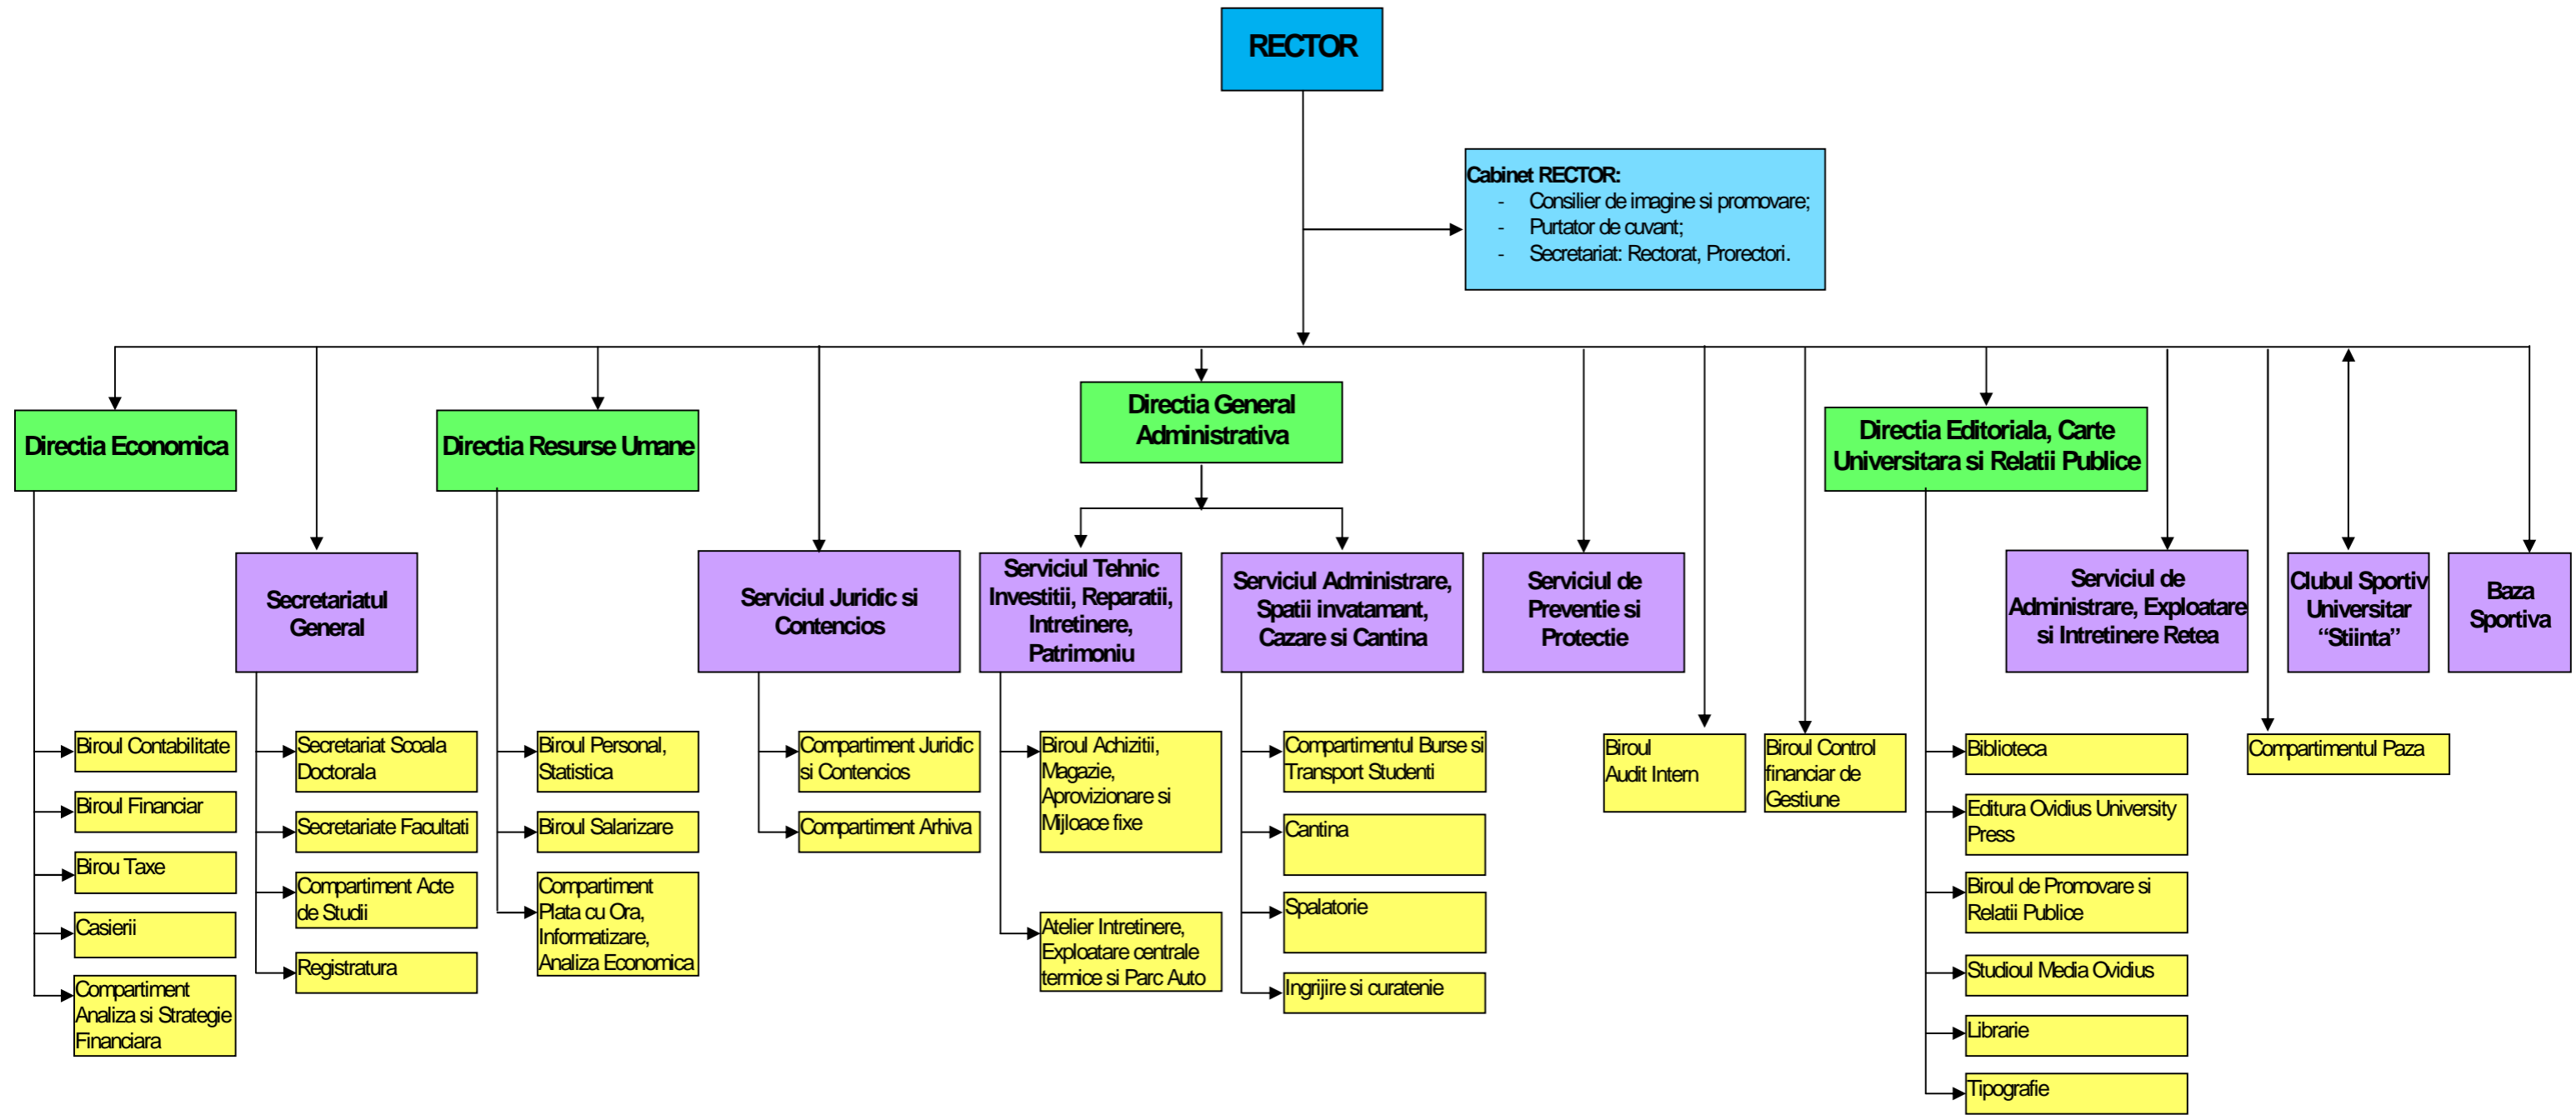 RECTOR
Cabinet RECTOR:
- Consilier de imagine si promovare;
- Purtator de cuvant;
- Secretariat: Rectorat, Prorectori.
Directia Economica
Directia Resurse Umane
Directia General
Administrativa
Directia Editoriala, Carte
Universitara si Relatii Publice
Secretariatul
General
Serviciul Juridic si
Contencios
Serviciul Tehnic
Investitii, Reparatii,
Intretinere,
Patrimoniu
Serviciul Administrare,
Spatii invatamant,
Cazare si Cantina
Serviciul de
Preventie si
Protectie
Serviciul de
Administrare, Exploatare
si Intretinere Retea
Clubul Sportiv
Universitar
“Stiinta”
Baza
Sportiva
Biroul Contabilitate
Biroul Financiar
Birou Taxe
Casierii
Compartiment
Analiza si Strategie
Financiara
Secretariat Scoala
Doctorala
Secretariate Facultati
Compartiment Acte
de Studii
Registratura
Biroul Personal,
Statistica
Biroul Salarizare
Compartiment
Plata cu Ora,
Informatizare,
Analiza Economica
Compartiment Juridic
si Contencios
Compartiment Arhiva
Biroul Achizitii,
Magazie,
Aprovizionare si
Mijloace fixe
Atelier Intretinere,
Exploatare centrale
termice si Parc Auto
Compartimentul Burse si
Transport Studenti
Cantina
Spalatorie
Ingrijire si curatenie
Biroul
Audit Intern
Biroul Control
financiar de
Gestiune
Biblioteca
Editura Ovidius University
Press
Biroul de Promovare si
Relatii Publice
Studioul Media Ovidius
Librarie
Tipografie
Compartimentul Paza